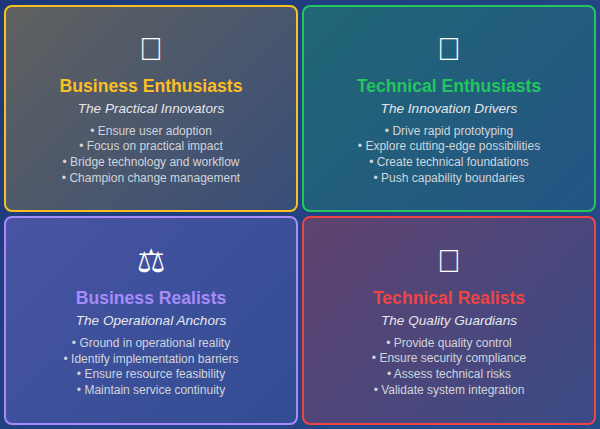 Business Enthusiasts
The Practical Innovators
• Ensure user adoption
• Focus on practical impact
• Bridge technology and workflow
• Champion change management
Technical Enthusiasts
The Innovation Drivers
• Drive rapid prototyping
• Explore cutting-edge possibilities
• Create technical foundations
• Push capability boundaries
Business Realists
The Operational Anchors
• Ground in operational reality
• Identify implementation barriers
• Ensure resource feasibility
• Maintain service continuity
Technical Realists
The Quality Guardians
• Provide quality control
• Ensure security compliance
• Assess technical risks
• Validate system integration